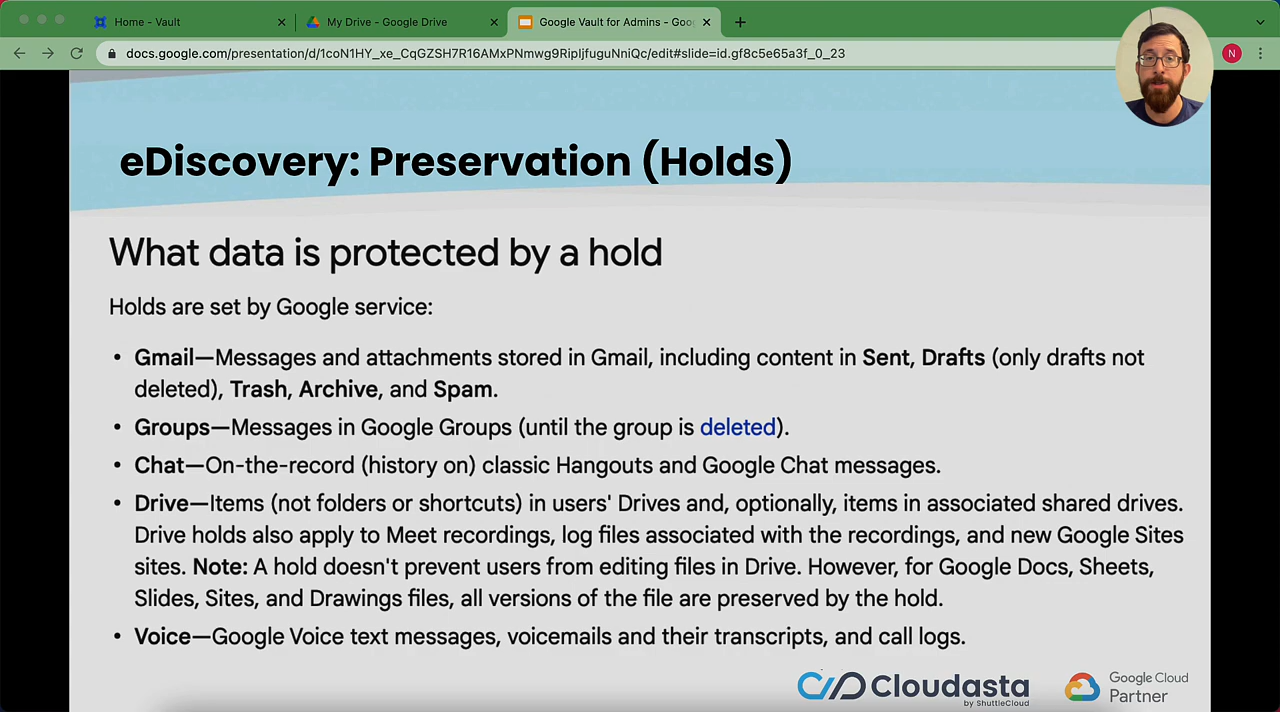 Home - Vault
My Drive - Google Drive
Google Vault for Admins - Goo
docs.google.com/presentation/d/1coN1HY_xe_CqGZSH7Rl6AMxPNmwg9RipIjfuguNniQc/edit#slide=id.gf8c5e65a3f_0_23
N
eDiscovery: Preservation (Holds)
What data is protected by a hold
Holds are set by Google service:
• Gmail—Messages and attachments stored in Gmail, including content in Sent, Drafts (only drafts not
deleted), Trash, Archive, and Spam.
• Groups—Messages in Google Groups (until the group is deleted).
• Chat—On-the-record (history on) classic Hangouts and Google Chat messages.
• Drive—Items (not folders or shortcuts) in users' Drives and, optionally, items in associated shared drives.
Drive holds also apply to Meet recordings, log files associated with the recordings, and new Google Sites
sites. Note: A hold doesn't prevent users from editing files in Drive. However, for Google Docs, Sheets,
Slides, Sites, and Drawings files, all versions of the file are preserved by the hold.
• Voice—Google Voice text messages, voicemails and their transcripts, and call logs.
Cloudasta
by ShuttleCloud
Google Cloud
Partner